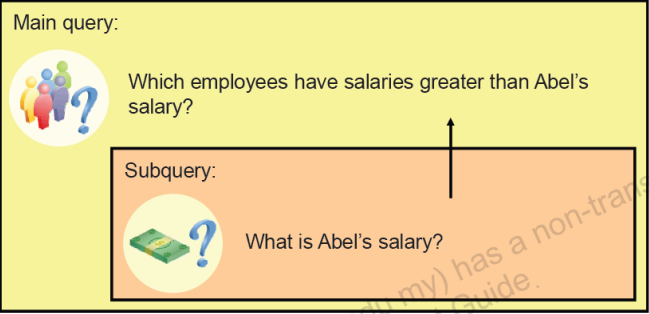 Main query:
Which employees have salaries greater than Abel's
salary?
Subquery:
What is Abel's salary?
my) has a non-trans
Guide.